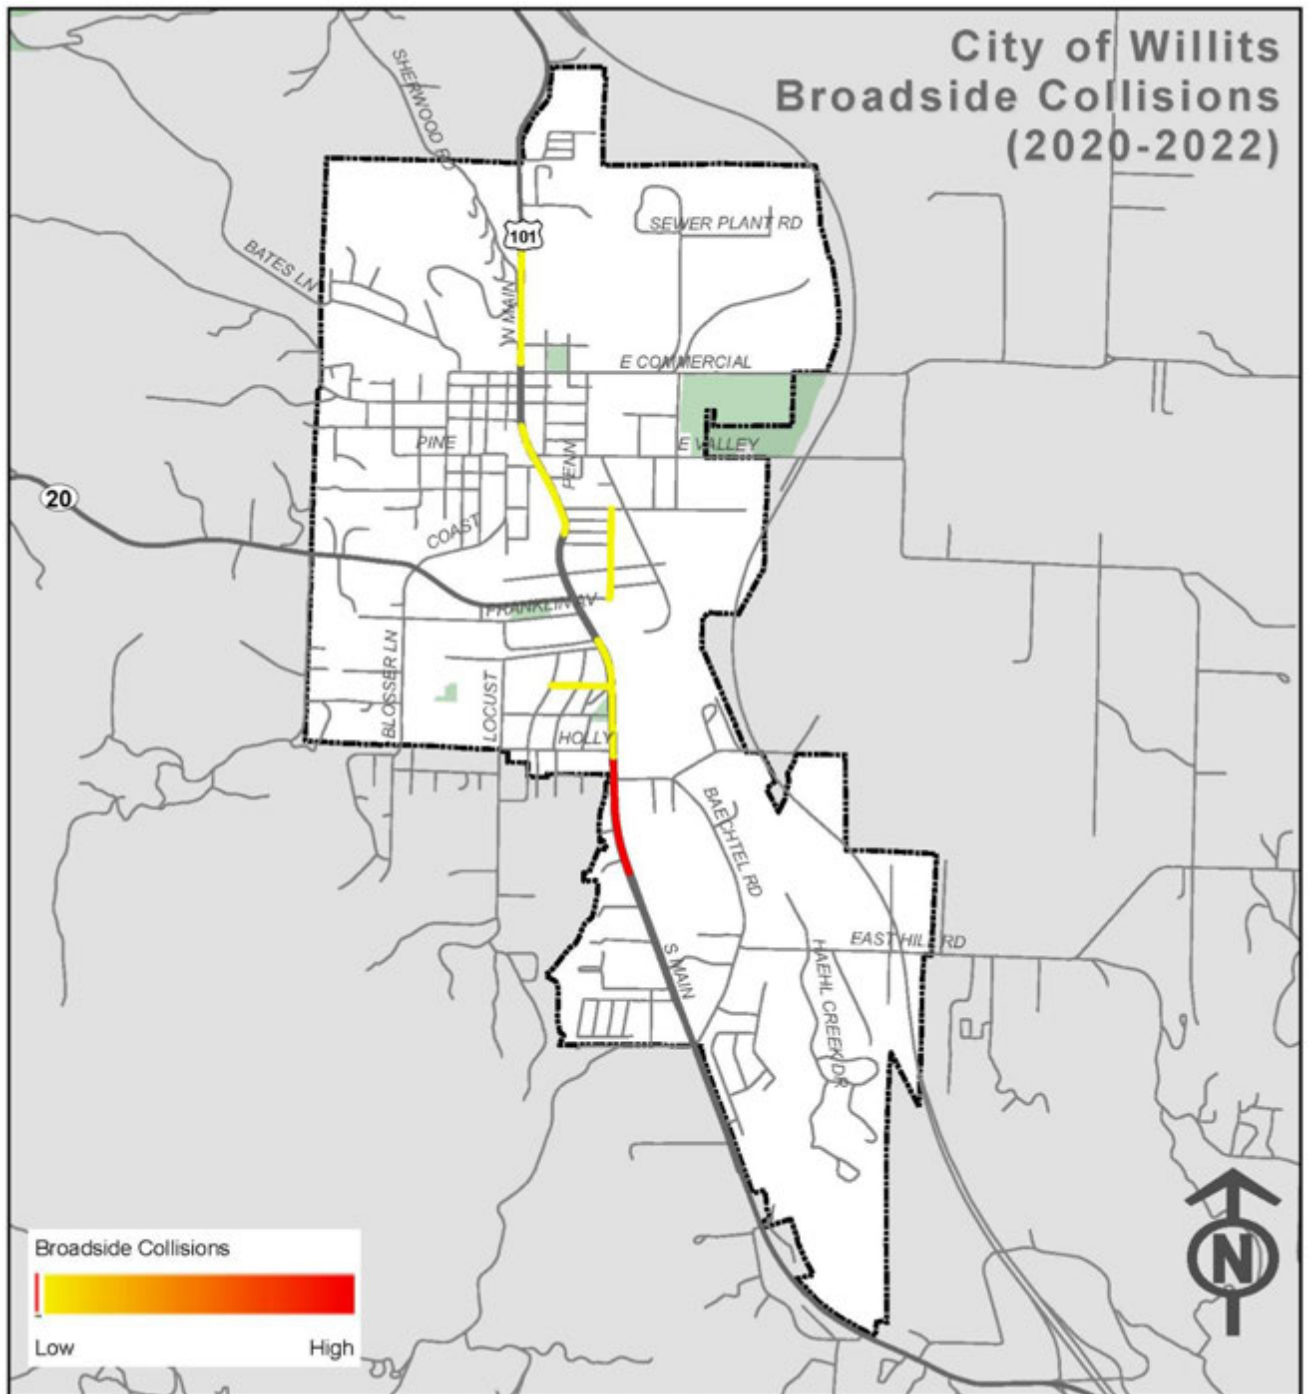 City of Willits
Broadside Collisions
(2020-2022)
SHERWOOD RD
SEWER PLANT RD
101
BATES LN
N MAIN
E COMMERCIAL
PINE
PENN
E VALLEY
20
COAST
FRANKLIN AV
BLOSSER LN
LOCUST
HOLLY
BAECHTEL RD
EAST HILL RD
S MAIN
HAEHL CREEK DR
N
Broadside Collisions
Low
High